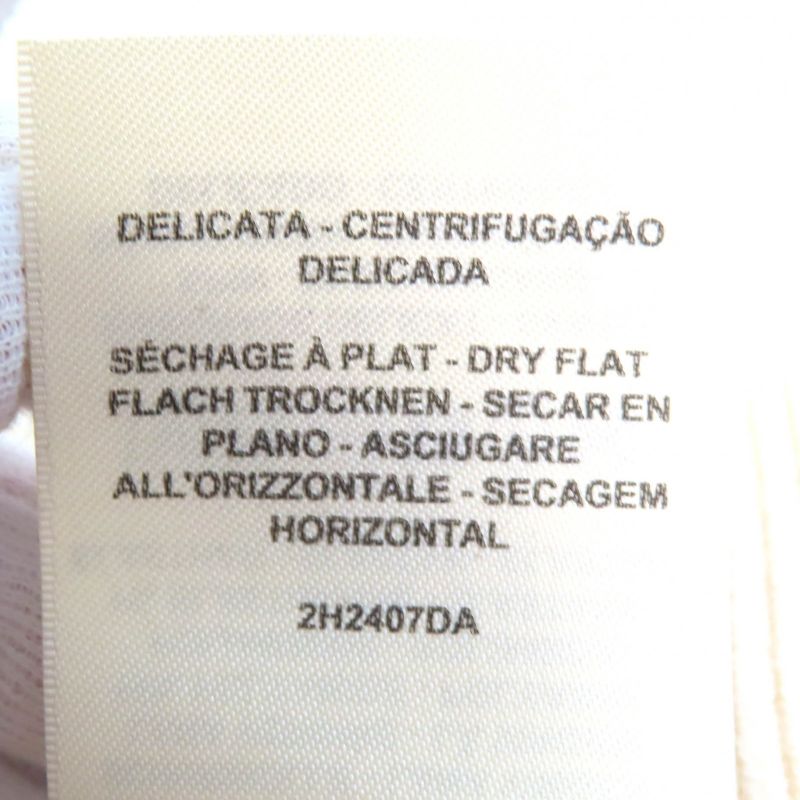 DELICATA - CENTRIFUGAÇÃO
DELICADA
SÉCHAGE À PLAT - DRY FLAT
FLACH TROCKNEN - SECAR EN
PLANO - ASCIUGARE
ALL'ORIZZONTALE - SECAGEM
HORIZONTAL
2H2407DA